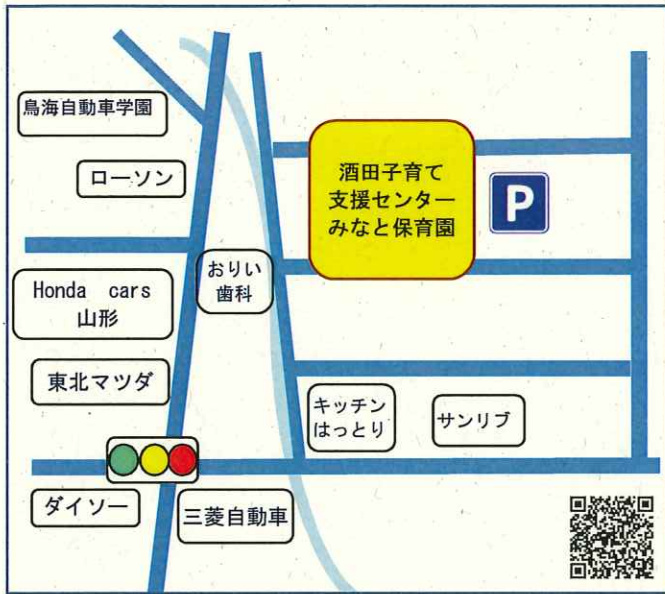 鳥海自動車学園
ローソン
酒田子育て
支援センター
みなと保育園
P
おりい
歯科
Honda cars
山形
東北マツダ
キッチン
はっとり
サンリブ
ダイソー
三菱自動車